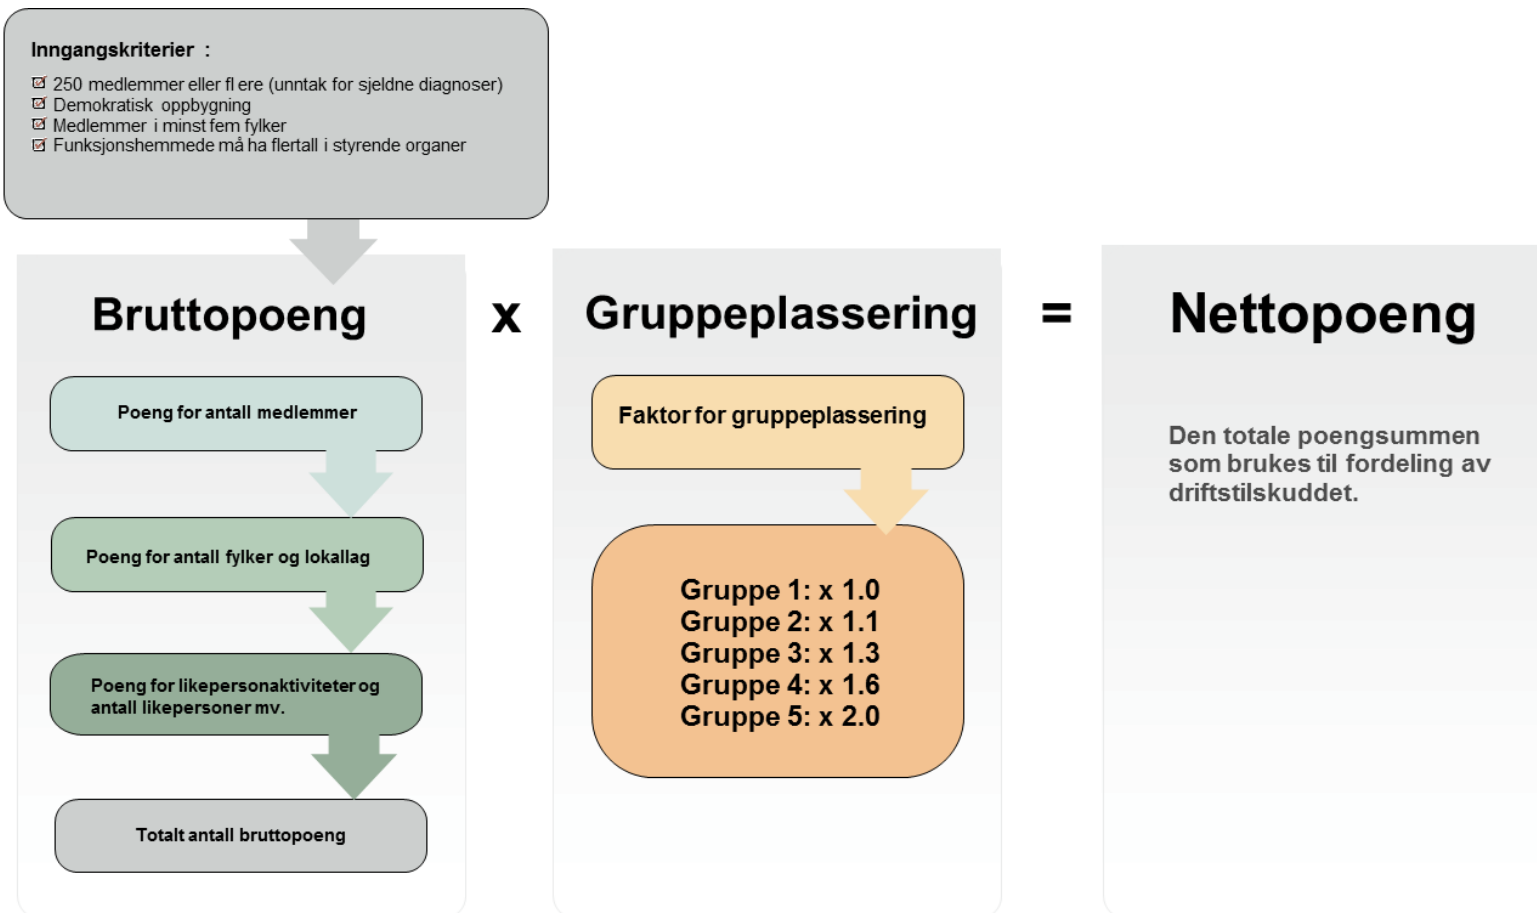 Inngangskriterier :
250 medlemmer eller fl ere (unntak for sjeldne diagnoser)
Demokratisk oppbygning
Medlemmer i minst fem fylker
Funksjonshemmede må ha flertall i styrende organer
Bruttopoeng
Poeng for antall medlemmer
Poeng for antall fylker og lokallag
Poeng for likepersonaktiviteter og
antall likepersoner mv.
Totalt antall bruttopoeng
x
Gruppeplassering
Faktor for gruppeplassering
Gruppe 1: x 1.0
Gruppe 2: x 1.1
Gruppe 3: x 1.3
Gruppe 4: x 1.6
Gruppe 5: x 2.0
=
Nettopoeng
Den totale poengsummen
som brukes til fordeling av
driftstilskuddet.